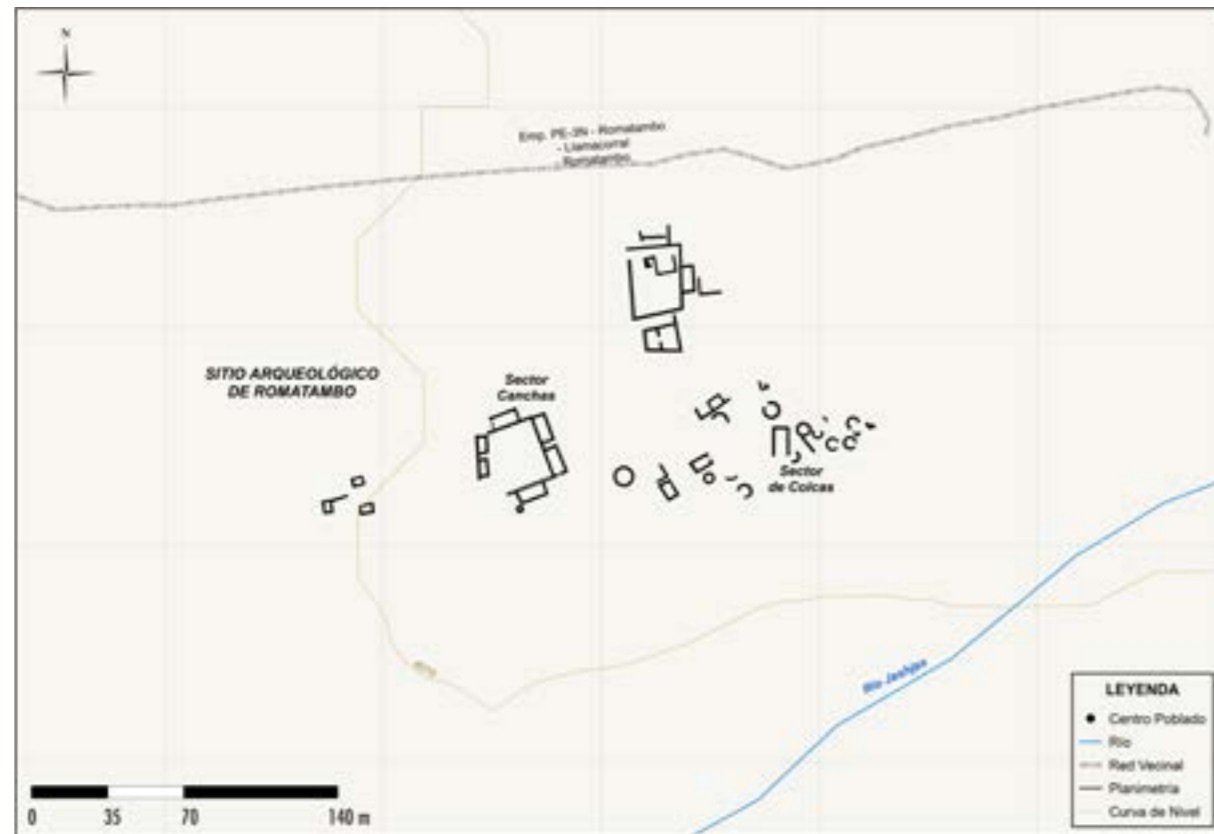 N
Emp. PE-3N - Romatambo
- Llamacorral
Romatambo
SITIO ARQUEOLÓGICO
DE ROMATAMBO
Sector
Canchas
Sector
de Colcas
Río
LEYENDA
Centro Poblado
Río
Red Vecinal
Planimetría
Curva de Nivel
0 35 70 140 m